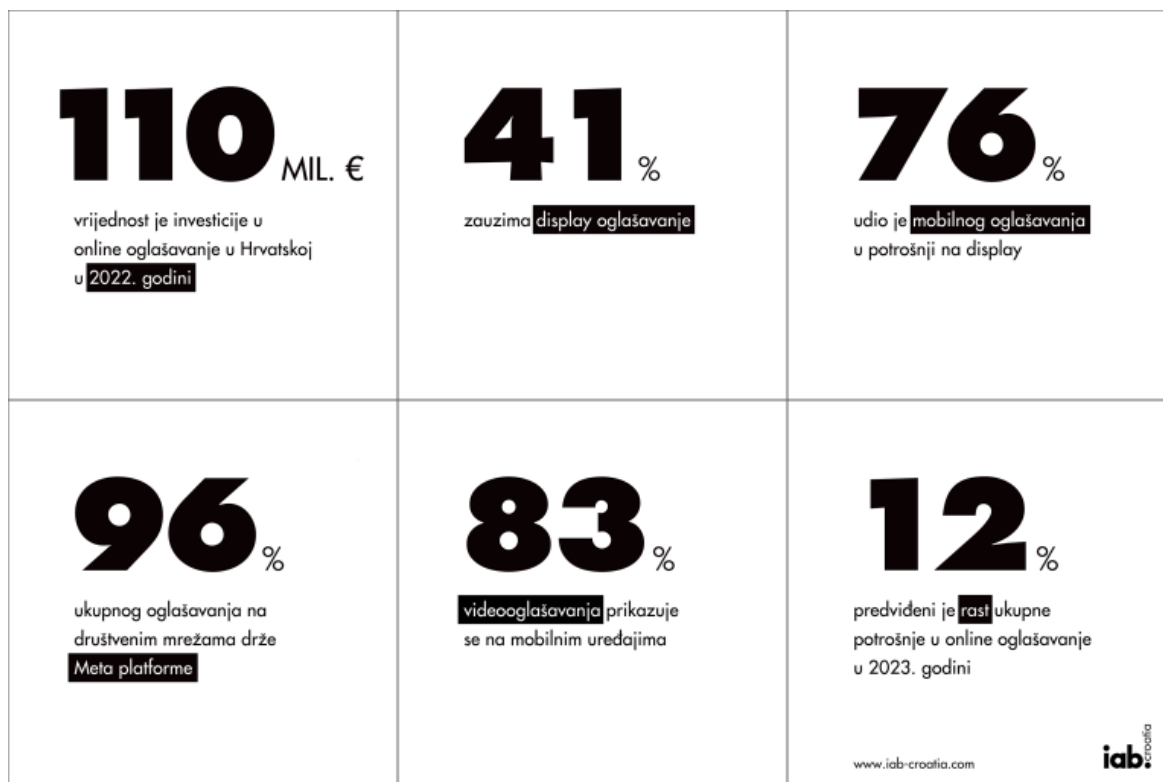 110 MIL. €
vrijednost je investicije u
online oglašavanje u Hrvatskoj
u 2022. godini
41 %
zauzima display oglašavanje
76 %
udio je mobilnog oglašavanja
u potrošnji na display
96 %
ukupnog oglašavanja na
društvenim mrežama drže
Meta platforme
83 %
videooglašavanja prikazuje
se na mobilnim uređajima
12 %
predviđeni je rast ukupne
potrošnje u online oglašavanje
u 2023. godini
www.iab-croatia.com
iab. croatia